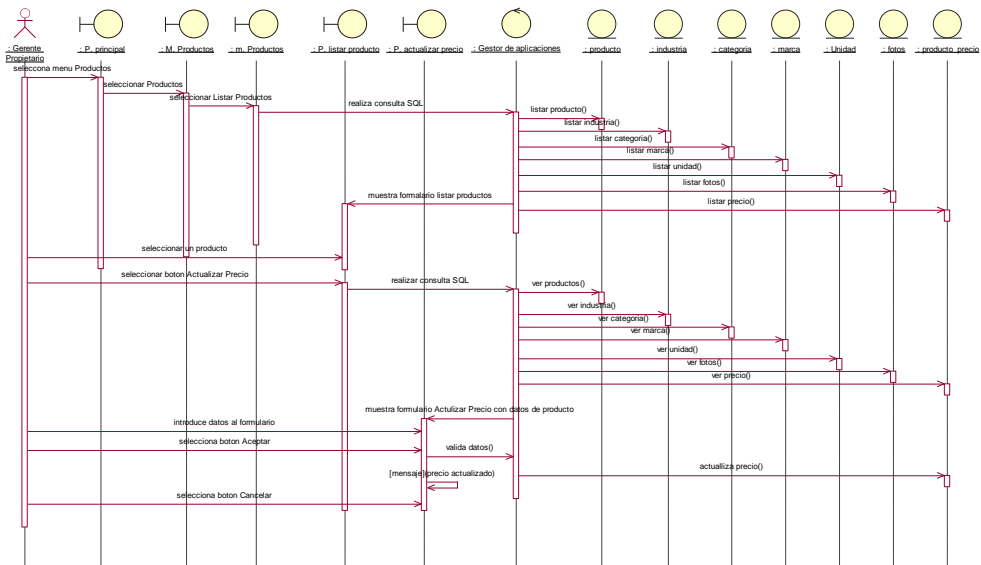 : Gerente
Propietario
: P. principal
: M. Productos
: m. Productos
: P. listar producto
: P. actualizar precio
: Gestor de aplicaciones
: producto
: industria
: categoria
: marca
: Unidad
: fotos
: producto_precio
seleccona menu Productos
seleccionar Productos
seleccionar Listar Productos
realiza consulta SQL
listar producto()
listar industria()
listar categoria()
listar marca()
listar unidad()
listar fotos()
muestra formalario listar productos
listar precio()
seleccionar un producto
seleccionar boton Actualizar Precio
realizar consulta SQL
ver productos()
ver industria()
ver categoria()
ver marca()
ver unidad()
ver fotos()
ver precio()
muestra formulario Actulizar Precio con datos de producto
introduce datos al formulario
selecciona boton Aceptar
valida datos()
actualliza precio()
[mensaje](precio actualizado)
selecciona boton Cancelar